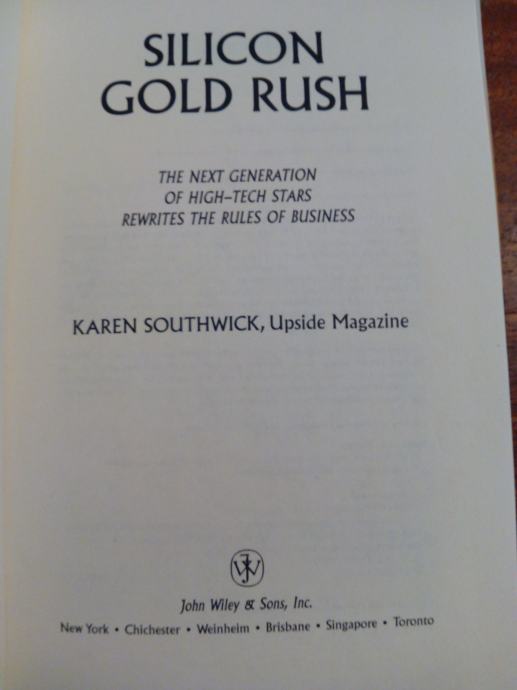 SILICON
GOLD RUSH
THE NEXT GENERATION
OF HIGH-TECH STARS
REWRITES THE RULES OF BUSINESS
KAREN SOUTHWICK, Upside Magazine
John Wiley & Sons, Inc.
New York • Chichester • Weinheim • Brisbane • Singapore • Toronto